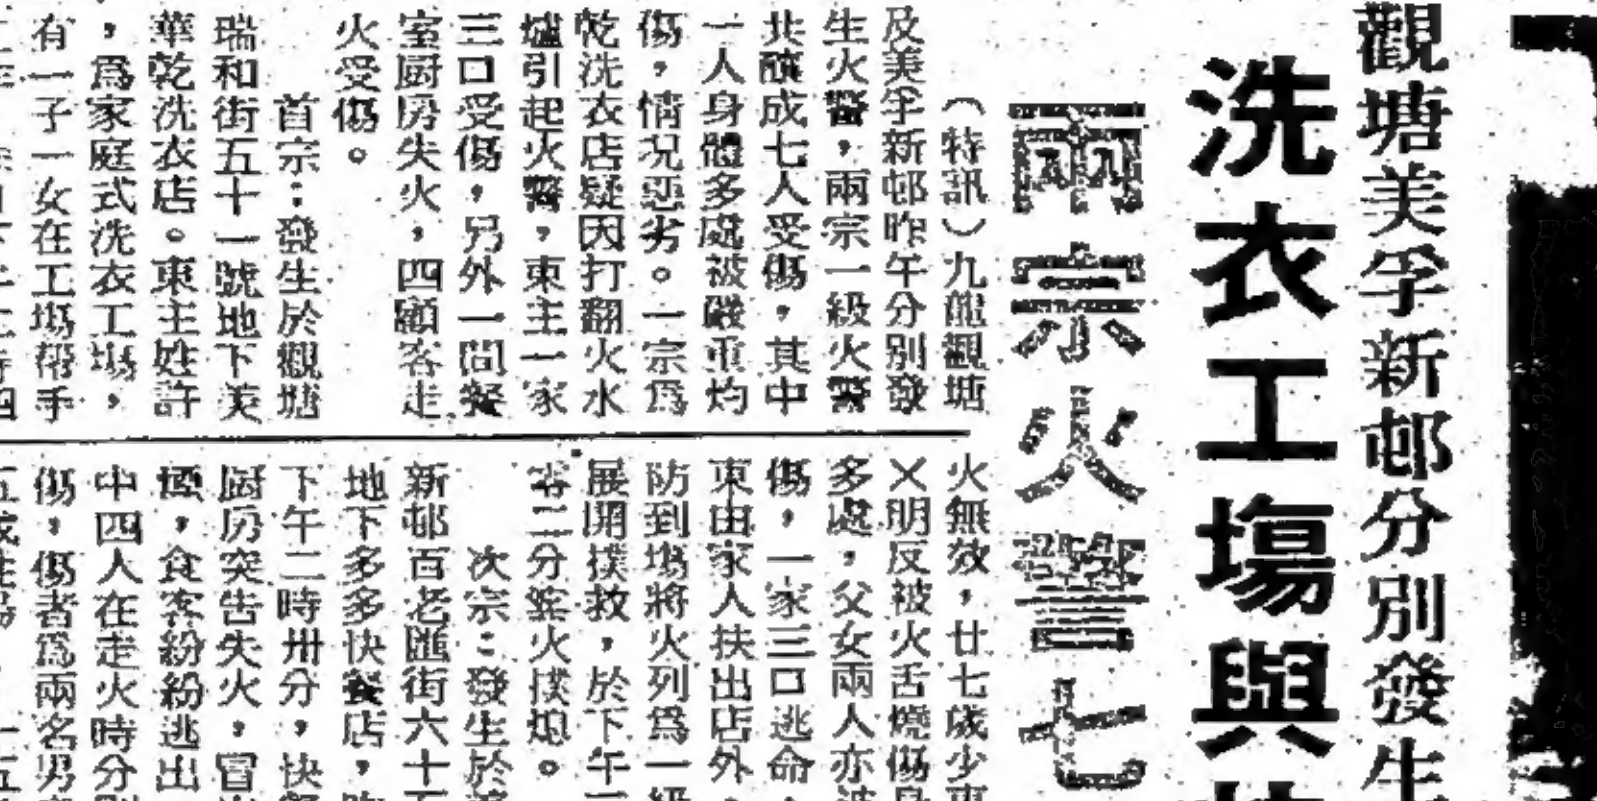 觀塘美孚新邨分別發生
洗衣工塲與
兩宗火警七
（特訊）九龍觀塘
及美孚新邨昨午分別發
生火警，兩宗一級火警
共釀成七人受傷，其中
一人身體多處被嚴重灼
傷，情况惡劣。一宗爲
乾洗衣店疑因打翻火水
爐引起火警，東主一家
三口受傷，另外一間餐
室厨房失火，四顧客走
火受傷。
首宗：發生於觀塘
瑞和街五十一號地下美
華乾洗衣店。東主姓許
，爲家庭式洗衣工塲，
有一子一女在工塲帮手
火無效，廿七歲少東
×明反被火舌燒傷身
多處，父女兩人亦被
傷，一家三口逃命，
東由家人扶出店外，
防到塲將火列爲一級
展開撲救，於下午一
零二分鐘火撲熄。
次宗：發生於
新邨百老匯街六十五
地下多多快餐店，昨
下午二時卅分，快餐
厨房突告失火，冒出
煙，食客紛紛逃出
中四人在走火時分別
傷，傷者爲兩名男